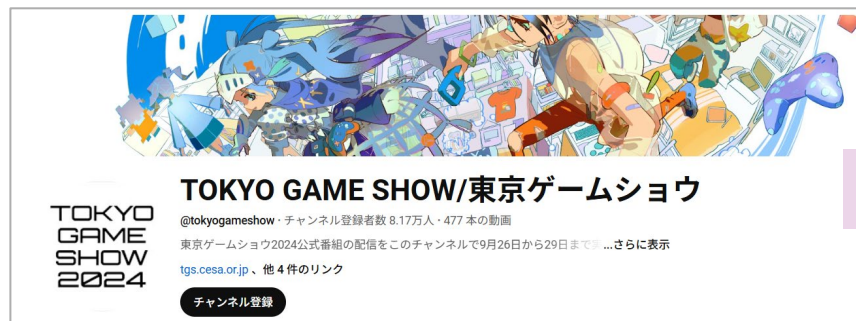 TOKYO GAME SHOW/東京ゲームショウ
@tokyogameshow・チャンネル登録者数 8.17万人・477 本の動画
東京ゲームショウ2024公式番組の配信をこのチャンネルで9月26日から29日まで ...さらに表示
tgs.cesa.or.jp 、他 4 件のリンク
チャンネル登録
TOKYO
GAME
SHOW
2024